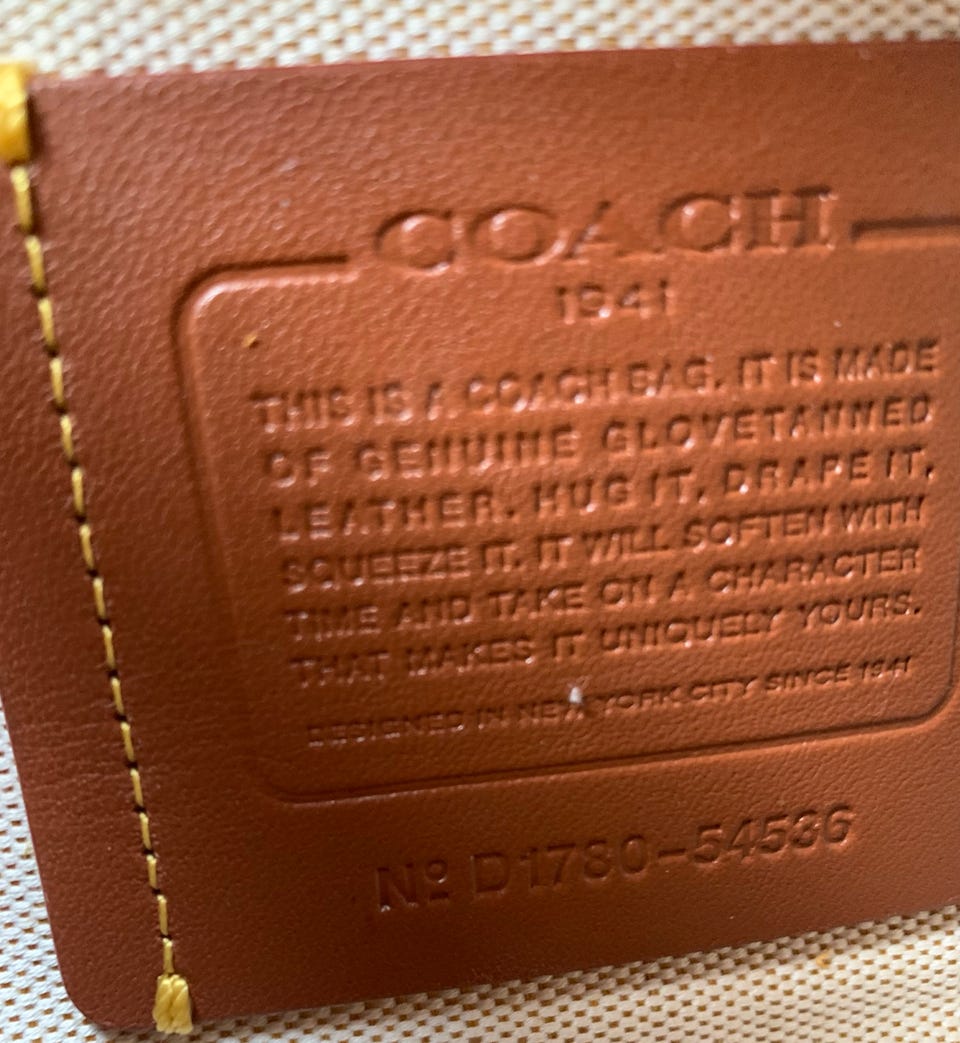 COACH
1941
THIS IS A COACH BAG. IT IS MADE
OF GENUINE GLOVETANNED
LEATHER. HUG IT, DRAPE IT,
SQUEEZE IT. IT WILL SOFTEN WITH
TIME AND TAKE ON A CHARACTER
THAT MAKES IT UNIQUELY YOURS.
DESIGNED IN NEW YORK CITY SINCE 1941
Nº D1780-54536